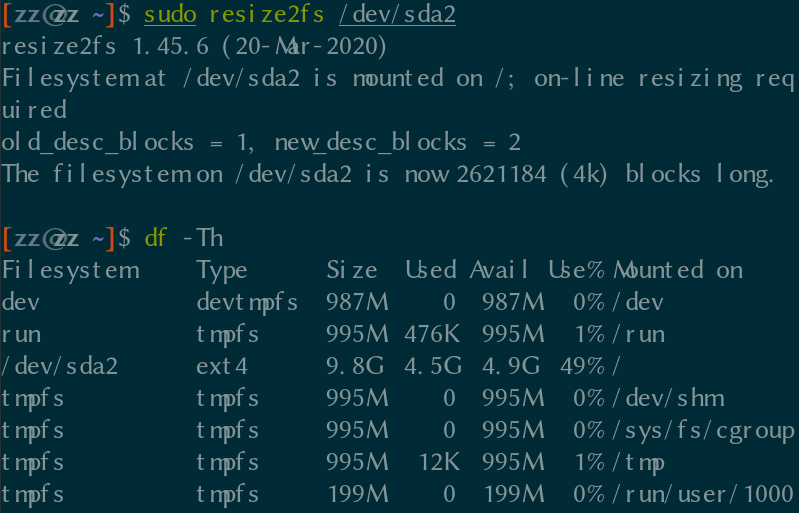 [zz@zz ~]$ sudo resize2fs /dev/sda2
resize2fs 1.45.6 (20-Mar-2020)
Filesystem at /dev/sda2 is mounted on /; on-line resizing req
uired
old_desc_blocks = 1, new_desc_blocks = 2
The filesystem on /dev/sda2 is now 2621184 (4k) blocks long.

[zz@zz ~]$ df -Th
Filesystem     Type      Size  Used Avail Use% Mounted on
dev            devtmpfs  987M     0  987M   0% /dev
run            tmpfs     995M  476K  995M   1% /run
/dev/sda2      ext4      9.8G  4.5G  4.9G  49% /
tmpfs          tmpfs     995M     0  995M   0% /dev/shm
tmpfs          tmpfs     995M     0  995M   0% /sys/fs/cgroup
tmpfs          tmpfs     995M   12K  995M   1% /tmp
tmpfs          tmpfs     199M     0  199M   0% /run/user/1000